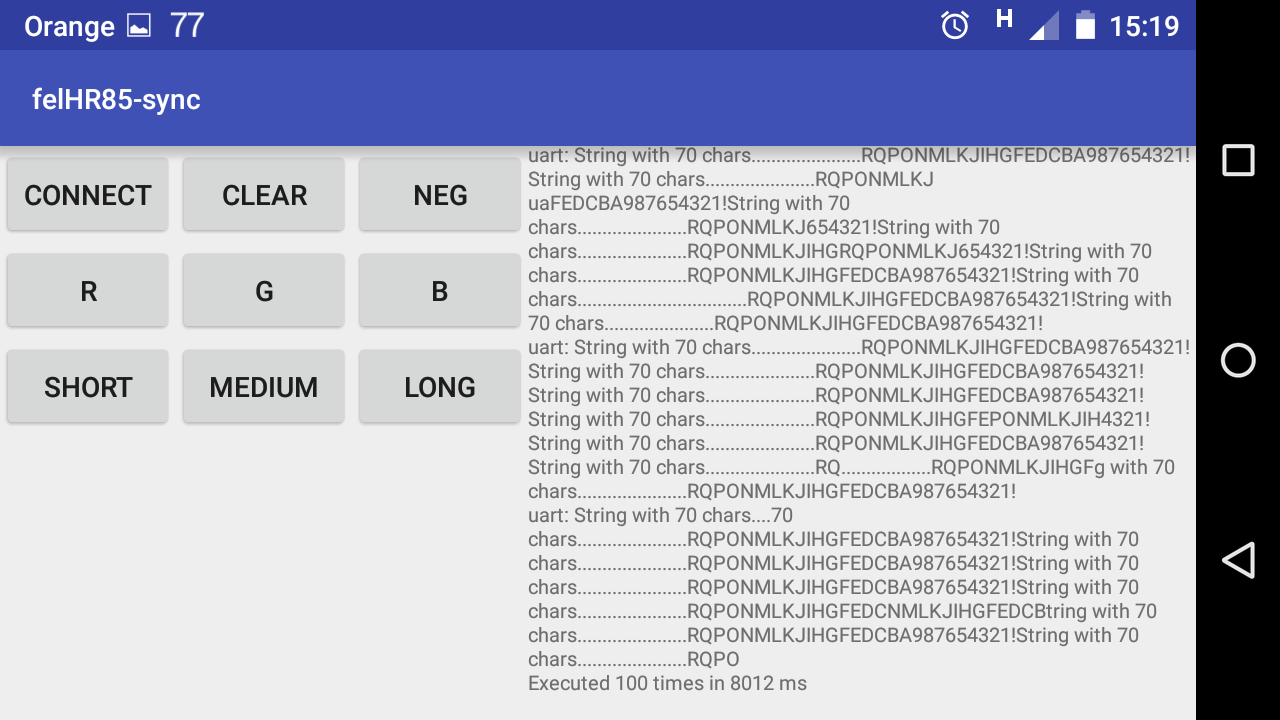 Orange 77 H 15:19
felHR85-sync
CONNECT CLEAR NEG
R G B
SHORT MEDIUM LONG
uart: String with 70 chars......................RQPONMLKJIHGFEDCBA987654321!
String with 70 chars......................RQPONMLKJ
uaFEDCBA987654321!String with 70
chars......................RQPONMLKJ654321!String with 70
chars......................RQPONMLKJIHGRQPONMLKJ654321!String with 70
chars......................RQPONMLKJIHGFEDCBA987654321!String with 70
chars..................................RQPONMLKJIHGFEDCBA987654321!String with
70 chars......................RQPONMLKJIHGFEDCBA987654321!
uart: String with 70 chars......................RQPONMLKJIHGFEDCBA987654321!
String with 70 chars......................RQPONMLKJIHGFEDCBA987654321!
String with 70 chars......................RQPONMLKJIHGFEDCBA987654321!
String with 70 chars......................RQPONMLKJIHGFEPONMLKJIH4321!
String with 70 chars......................RQPONMLKJIHGFEDCBA987654321!
String with 70 chars......................RQ..................RQPONMLKJIHGFg with 70
chars......................RQPONMLKJIHGFEDCBA987654321!
uart: String with 70 chars....70
chars......................RQPONMLKJIHGFEDCBA987654321!String with 70
chars......................RQPONMLKJIHGFEDCBA987654321!String with 70
chars......................RQPONMLKJIHGFEDCBA987654321!String with 70
chars......................RQPONMLKJIHGFEDCNMLKJIHGFEDCBtring with 70
chars......................RQPONMLKJIHGFEDCBA987654321!String with 70
chars......................RQPO
Executed 100 times in 8012 ms